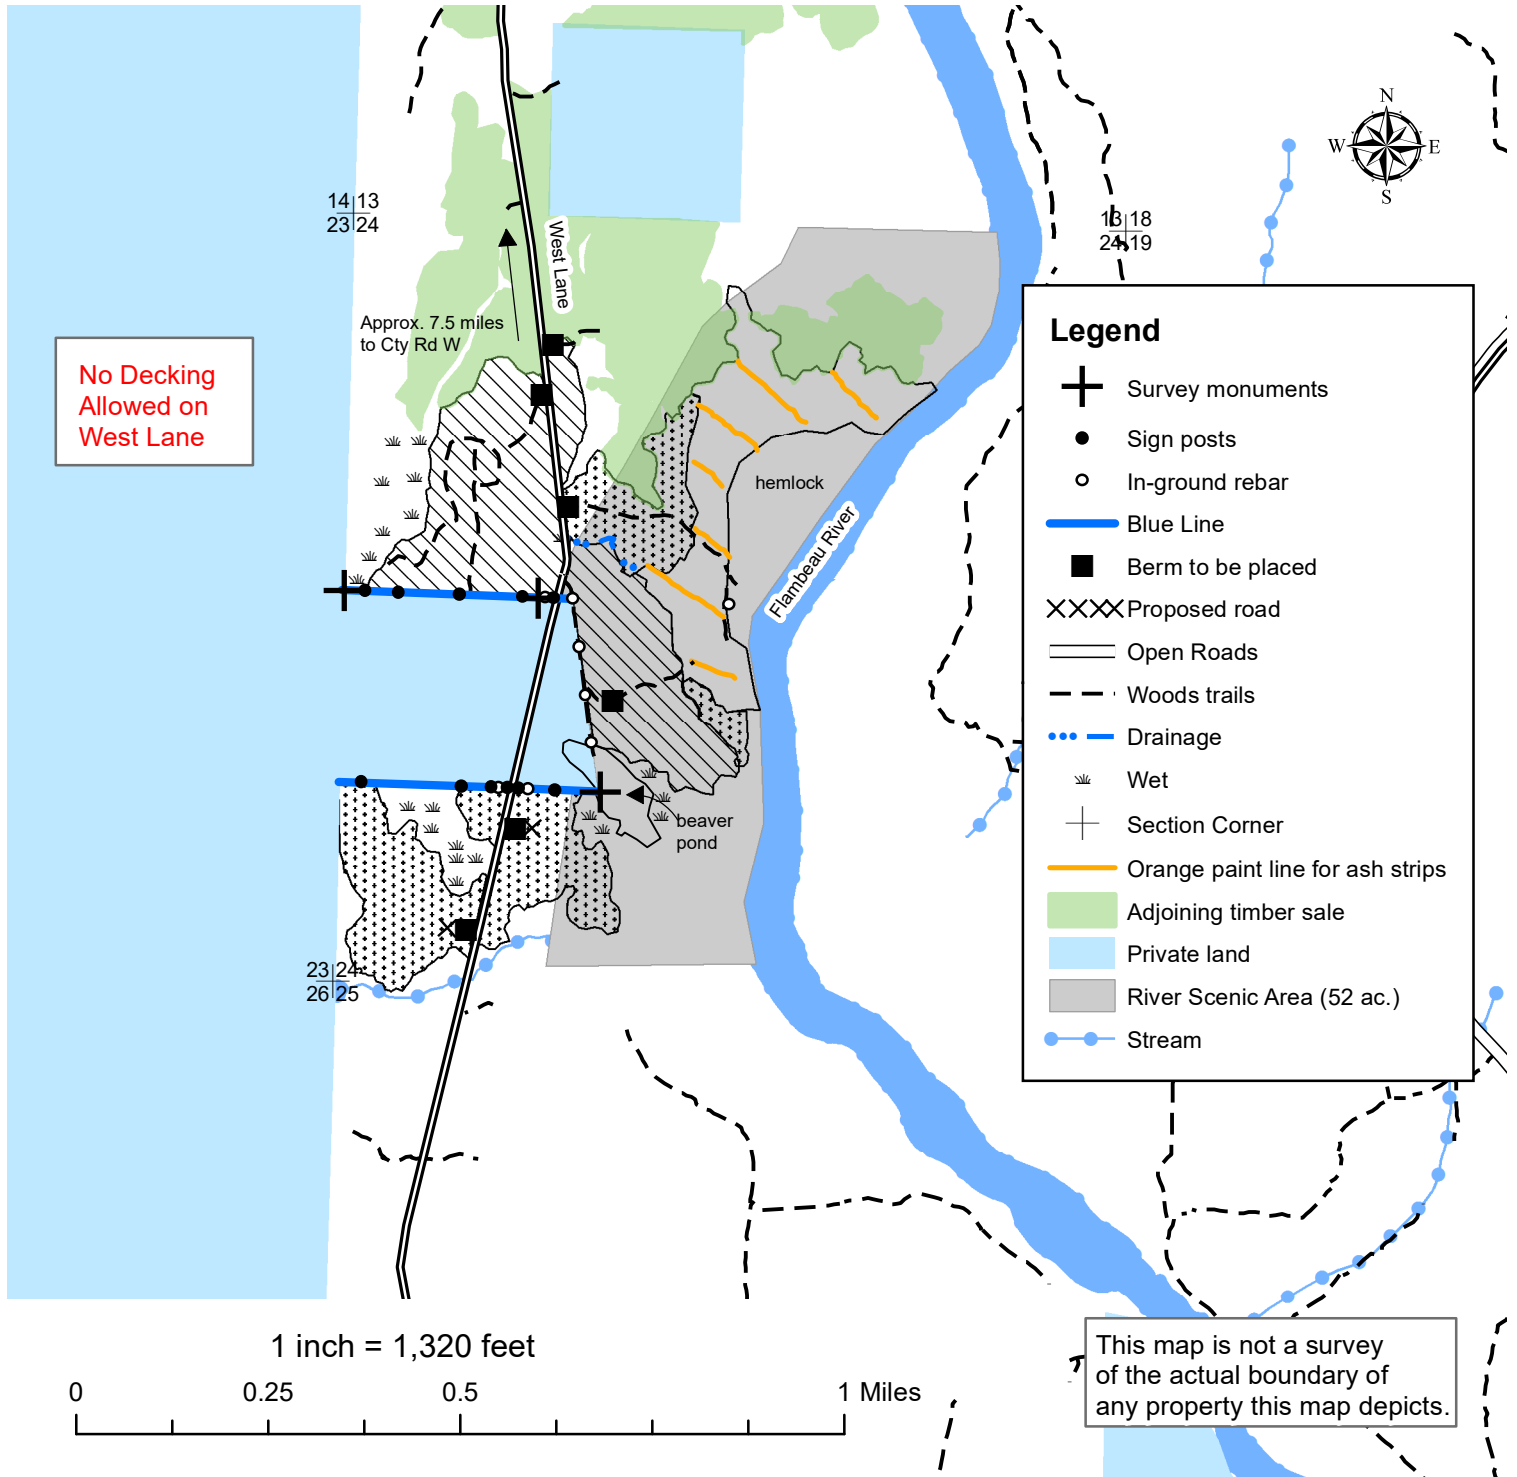 N
W
E
S
14 13
23 24
13 18
24 19
West Lane
Approx. 7.5 miles
to Cty Rd W
No Decking
Allowed on
West Lane
hemlock
Flambeau River
beaver
pond
23 24
26 25
Legend
Survey monuments
Sign posts
In-ground rebar
Blue Line
Berm to be placed
Proposed road
Open Roads
Woods trails
Drainage
Wet
Section Corner
Orange paint line for ash strips
Adjoining timber sale
Private land
River Scenic Area (52 ac.)
Stream
1 inch = 1,320 feet
0 0.25 0.5 1 Miles
This map is not a survey
of the actual boundary of
any property this map depicts.